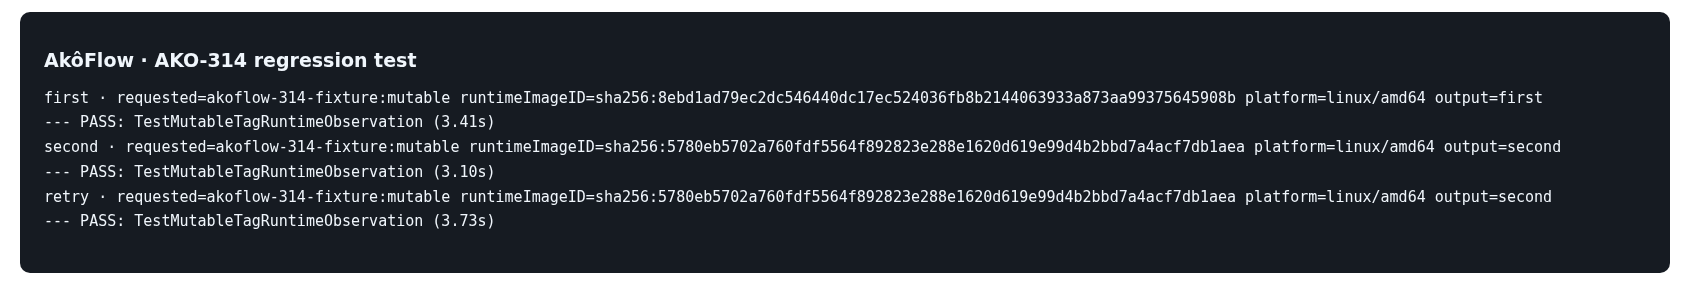 AkôFlow · AKO-314 regression test
first · requested=akoflow-314-fixture:mutable runtimeImageID=sha256:8ebd1ad79ec2dc546440dc17ec524036fb8b2144063933a873aa99375645908b platform=linux/amd64 output=first
--- PASS: TestMutableTagRuntimeObservation (3.41s)
second · requested=akoflow-314-fixture:mutable runtimeImageID=sha256:5780eb5702a760fdf5564f892823e288e1620d619e99d4b2bbd7a4acf7db1aea platform=linux/amd64 output=second
--- PASS: TestMutableTagRuntimeObservation (3.10s)
retry · requested=akoflow-314-fixture:mutable runtimeImageID=sha256:5780eb5702a760fdf5564f892823e288e1620d619e99d4b2bbd7a4acf7db1aea platform=linux/amd64 output=second
--- PASS: TestMutableTagRuntimeObservation (3.73s)